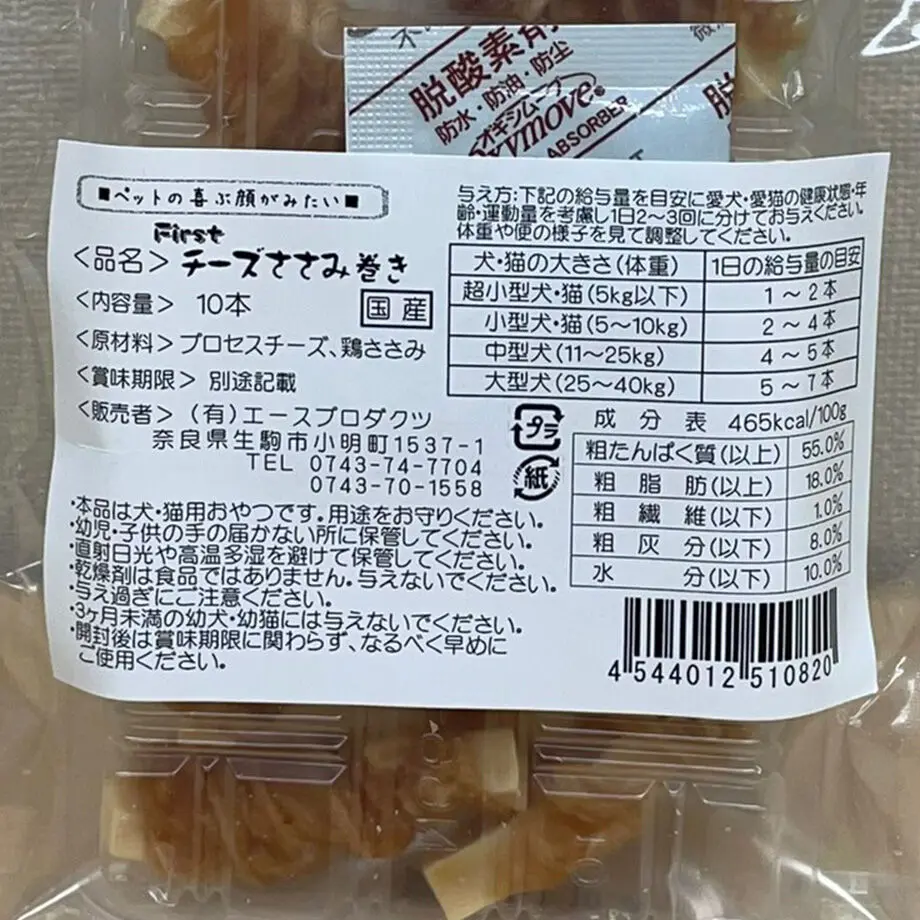 脱酸素剤
防水・防油・防尘
オキシムーブ
ABSORBER
■ペットの喜ぶ顔がみたい■
First
<品名> チーズささみ巻き
<内容量> 10本
国産
<原材料> プロセスチーズ、鶏ささみ
<賞味期限> 別途記載
<販売者> (有)エースプロダクツ
奈良県生駒市小明町1537-1
TEL 0743-74-7704
0743-70-1558
プラ
紙
・本品は犬・猫用おやつです。用途をお守りください。
・幼児・子供の手の届かない所に保管してください。
・直射日光や高温多湿を避けて保管してください。
・乾燥剤は食品ではありません。与えないでください。
・与え過ぎにご注意ください。
・3ヶ月未満の幼犬・幼猫には与えないでください。
・開封後は賞味期限に関わらず、なるべく早めに
ご使用ください。
与え方:下記の給与量を目安に愛犬・愛猫の健康状態・年
齢・運動量を考慮し1日2~3回に分けてお与えください。
体重や便の様子を見て調整してください。
犬・猫の大きさ(体重) 1日の給与量の目安
超小型犬・猫(5kg以下) 1~2本
小型犬・猫(5~10kg) 2~4本
中型犬(11~25kg) 4~5本
大型犬(25~40kg) 5~7本
成分表 465kcal/100g
粗たんぱく質(以上) 55.0%
粗脂肪(以上) 18.0%
粗繊維(以下) 1.0%
粗灰分(以下) 8.0%
水分(以下) 10.0%
4 544012 510820